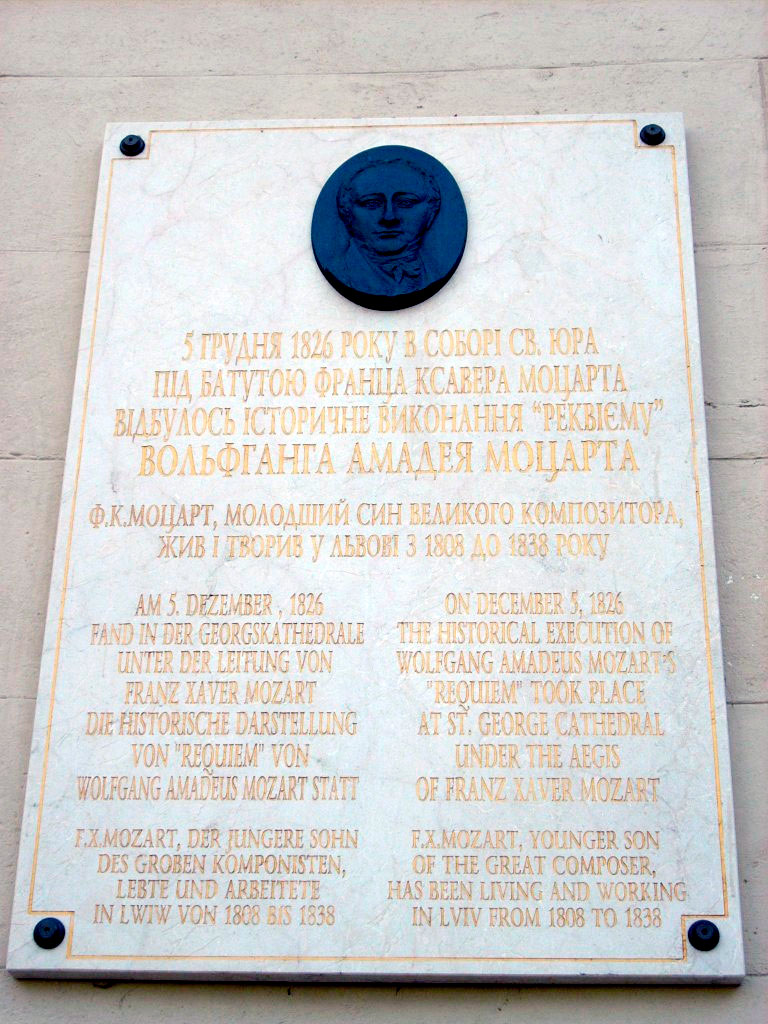 5 ГРУДНЯ 1826 РОКУ В СОБОРІ СВ. ЮРА
ПІД БАТУТОЮ ФРАНЦА КСАВЕРА МОЦАРТА
ВІДБУЛОСЬ ІСТОРИЧНЕ ВИКОНАННЯ “РЕКВІЄМУ”
ВОЛЬФГАНГА АМАДЕЯ МОЦАРТА
Ф.К.МОЦАРТ, МОЛОДШИЙ СИН ВЕЛИКОГО КОМПОЗИТОРА,
ЖИВ І ТВОРИВ У ЛЬВОВІ З 1808 ДО 1838 РОКУ
AM 5. DEZEMBER , 1826
FAND IN DER GEORGSKATHEDRALE
UNTER DER LEITUNG VON
FRANZ XAVER MOZART
DIE HISTORISCHE DARSTELLUNG
VON "REQUIEM" VON
WOLFGANG AMADEUS MOZART STATT
F.X.MOZART, DER JUNGERE SOHN
DES GROBEN KOMPONISTEN,
LEBTE UND ARBEITETE
IN LWIW VON 1808 BIS 1838
ON DECEMBER 5, 1826
THE HISTORICAL EXECUTION OF
WOLFGANG AMADEUS MOZART'S
"REQUIEM" TOOK PLACE
AT ST. GEORGE CATHEDRAL
UNDER THE AEGIS
OF FRANZ XAVER MOZART
F.X.MOZART, YOUNGER SON
OF THE GREAT COMPOSER,
HAS BEEN LIVING AND WORKING
IN LVIV FROM 1808 TO 1838